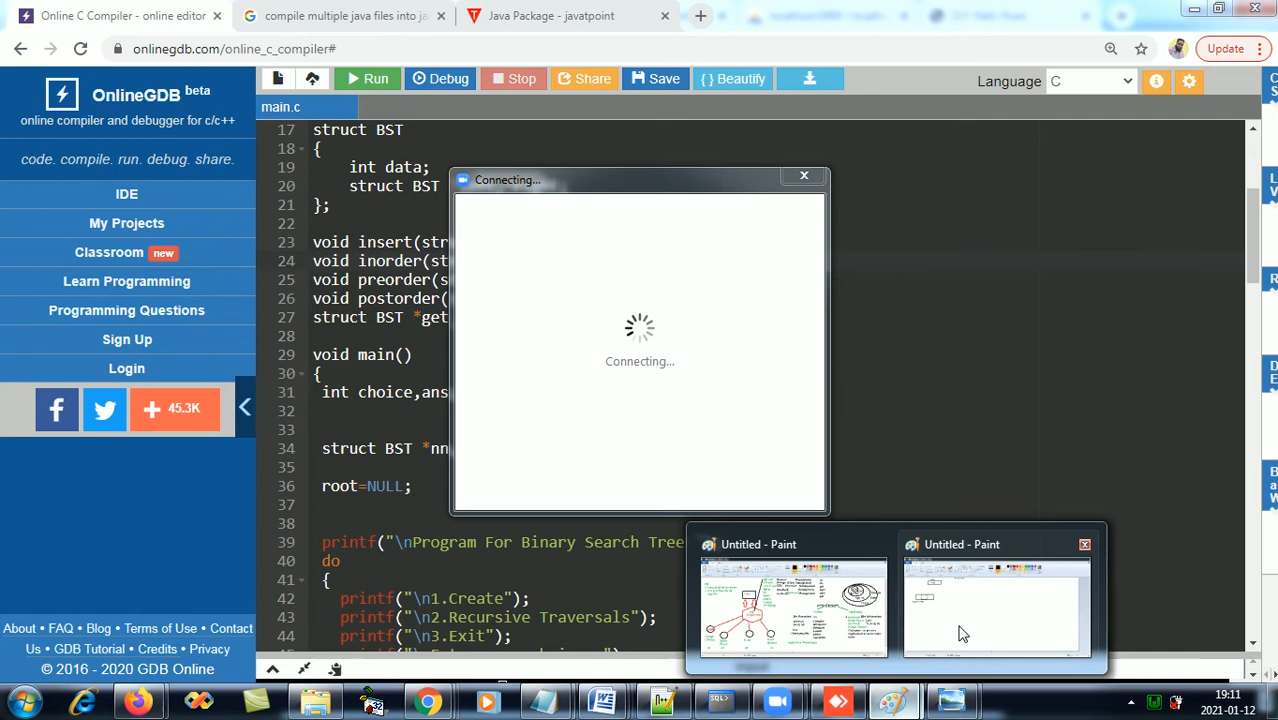 Online C Compiler - online editor
compile multiple java files into ja
Java Package - javatpoint
onlinegdb.com/online_c_compiler#
Update
OnlineGDB beta
online compiler and debugger for c/c++
code. compile. run. debug. share.
IDE
My Projects
Classroom new
Learn Programming
Programming Questions
Sign Up
Login
45.3K
About • FAQ • Blog • Terms of Use • Contact
Us • GDB Tutorial • Credits • Privacy
© 2016 - 2020 GDB Online
Run
Debug
Stop
Share
Save
{ } Beautify
Language C
main.c
17 struct BST
18 {
19 int data;
20 struct BST
21 };
22
23 void insert(str
24 void inorder(st
25 void preorder(s
26 void postorder(
27 struct BST *get
28
29 void main()
30 {
31 int choice,ans
32
33
34 struct BST *nn
35
36 root=NULL;
37
38
39 printf("\nProgram For Binary Search Tree
40 do
41 {
42 printf("\n1.Create");
43 printf("\n2.Recursive Traversals");
44 printf("\n3.Exit");
Connecting...
Connecting...
Untitled - Paint
Untitled - Paint
19:11
2021-01-12